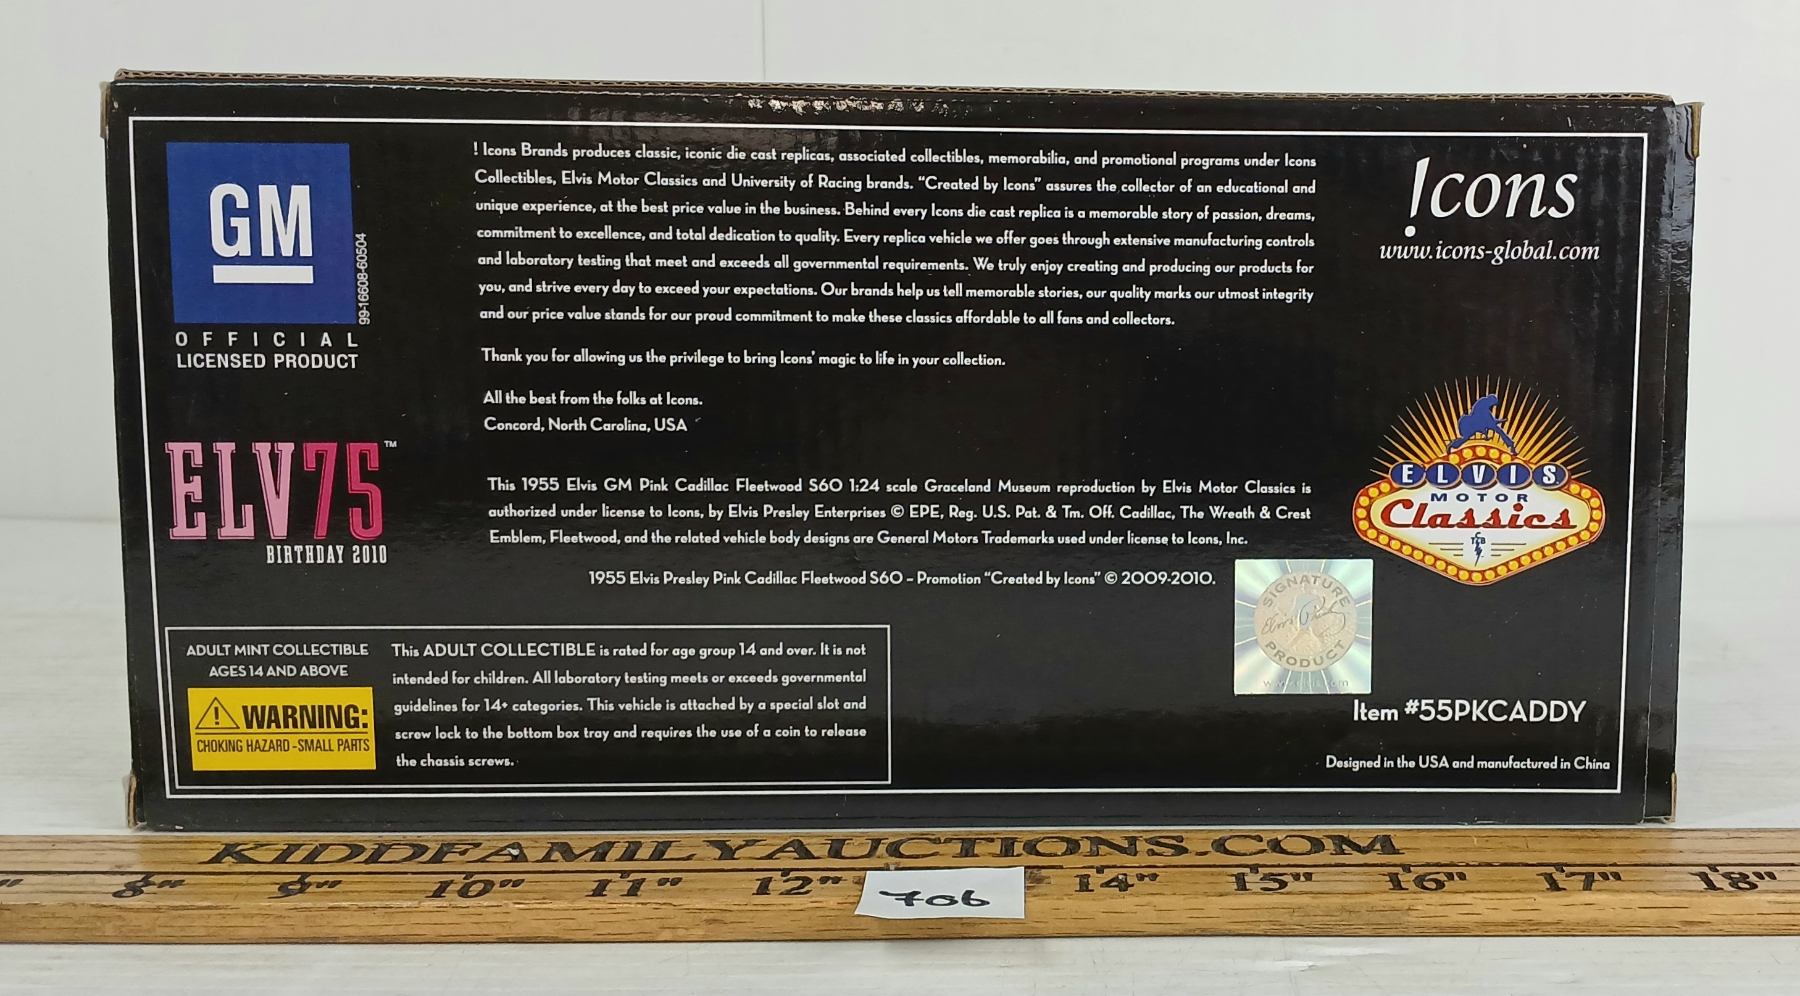 GM
99-16608-60504
OFFICIAL
LICENSED PRODUCT
ELV75™
BIRTHDAY 2010
! Icons Brands produces classic, iconic die cast replicas, associated collectibles, memorabilia, and promotional programs under Icons
Collectibles, Elvis Motor Classics and University of Racing brands. “Created by Icons” assures the collector of an educational and
unique experience, at the best price value in the business. Behind every Icons die cast replica is a memorable story of passion, dreams,
commitment to excellence, and total dedication to quality. Every replica vehicle we offer goes through extensive manufacturing controls
and laboratory testing that meet and exceeds all governmental requirements. We truly enjoy creating and producing our products for
you, and strive every day to exceed your expectations. Our brands help us tell memorable stories, our quality marks our utmost integrity
and our price value stands for our proud commitment to make these classics affordable to all fans and collectors.
Thank you for allowing us the privilege to bring Icons’ magic to life in your collection.
All the best from the folks at Icons.
Concord, North Carolina, USA
This 1955 Elvis GM Pink Cadillac Fleetwood S60 1:24 scale Graceland Museum reproduction by Elvis Motor Classics is
authorized under license to Icons, by Elvis Presley Enterprises © EPE, Reg. U.S. Pat. & Tm. Off. Cadillac, The Wreath & Crest
Emblem, Fleetwood, and the related vehicle body designs are General Motors Trademarks used under license to Icons, Inc.
1955 Elvis Presley Pink Cadillac Fleetwood S60 – Promotion “Created by Icons” © 2009-2010.
!cons
www.icons-global.com
ELVIS
MOTOR
Classics
TCB
SIGNATURE
Elvis Presley
PRODUCT
www.elvis.com
Item #55PKCADDY
Designed in the USA and manufactured in China
ADULT MINT COLLECTIBLE
AGES 14 AND ABOVE
WARNING:
CHOKING HAZARD - SMALL PARTS
This ADULT COLLECTIBLE is rated for age group 14 and over. It is not
intended for children. All laboratory testing meets or exceeds governmental
guidelines for 14+ categories. This vehicle is attached by a special slot and
screw lock to the bottom box tray and requires the use of a coin to release
the chassis screws.
KIDDFAMILYAUCTIONS.COM
8" 9" 10" 11" 12" 14" 15" 16" 17" 18"
706